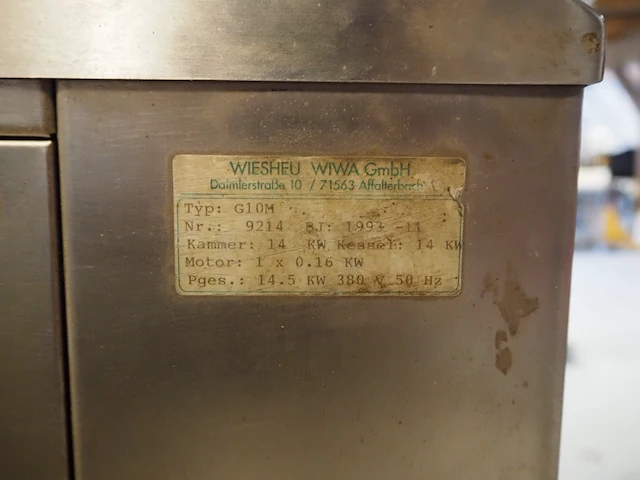 WIESHEU WIWA GmbH
Daimlerstraße 10 / 71563 Affalterbach
Typ: G10M
Nr.: 9214 BJ: 1993 -11
Kammer: 14 KW Kessel: 14 KW
Motor: 1 x 0.16 KW
Pges.: 14.5 KW 380 V 50 Hz